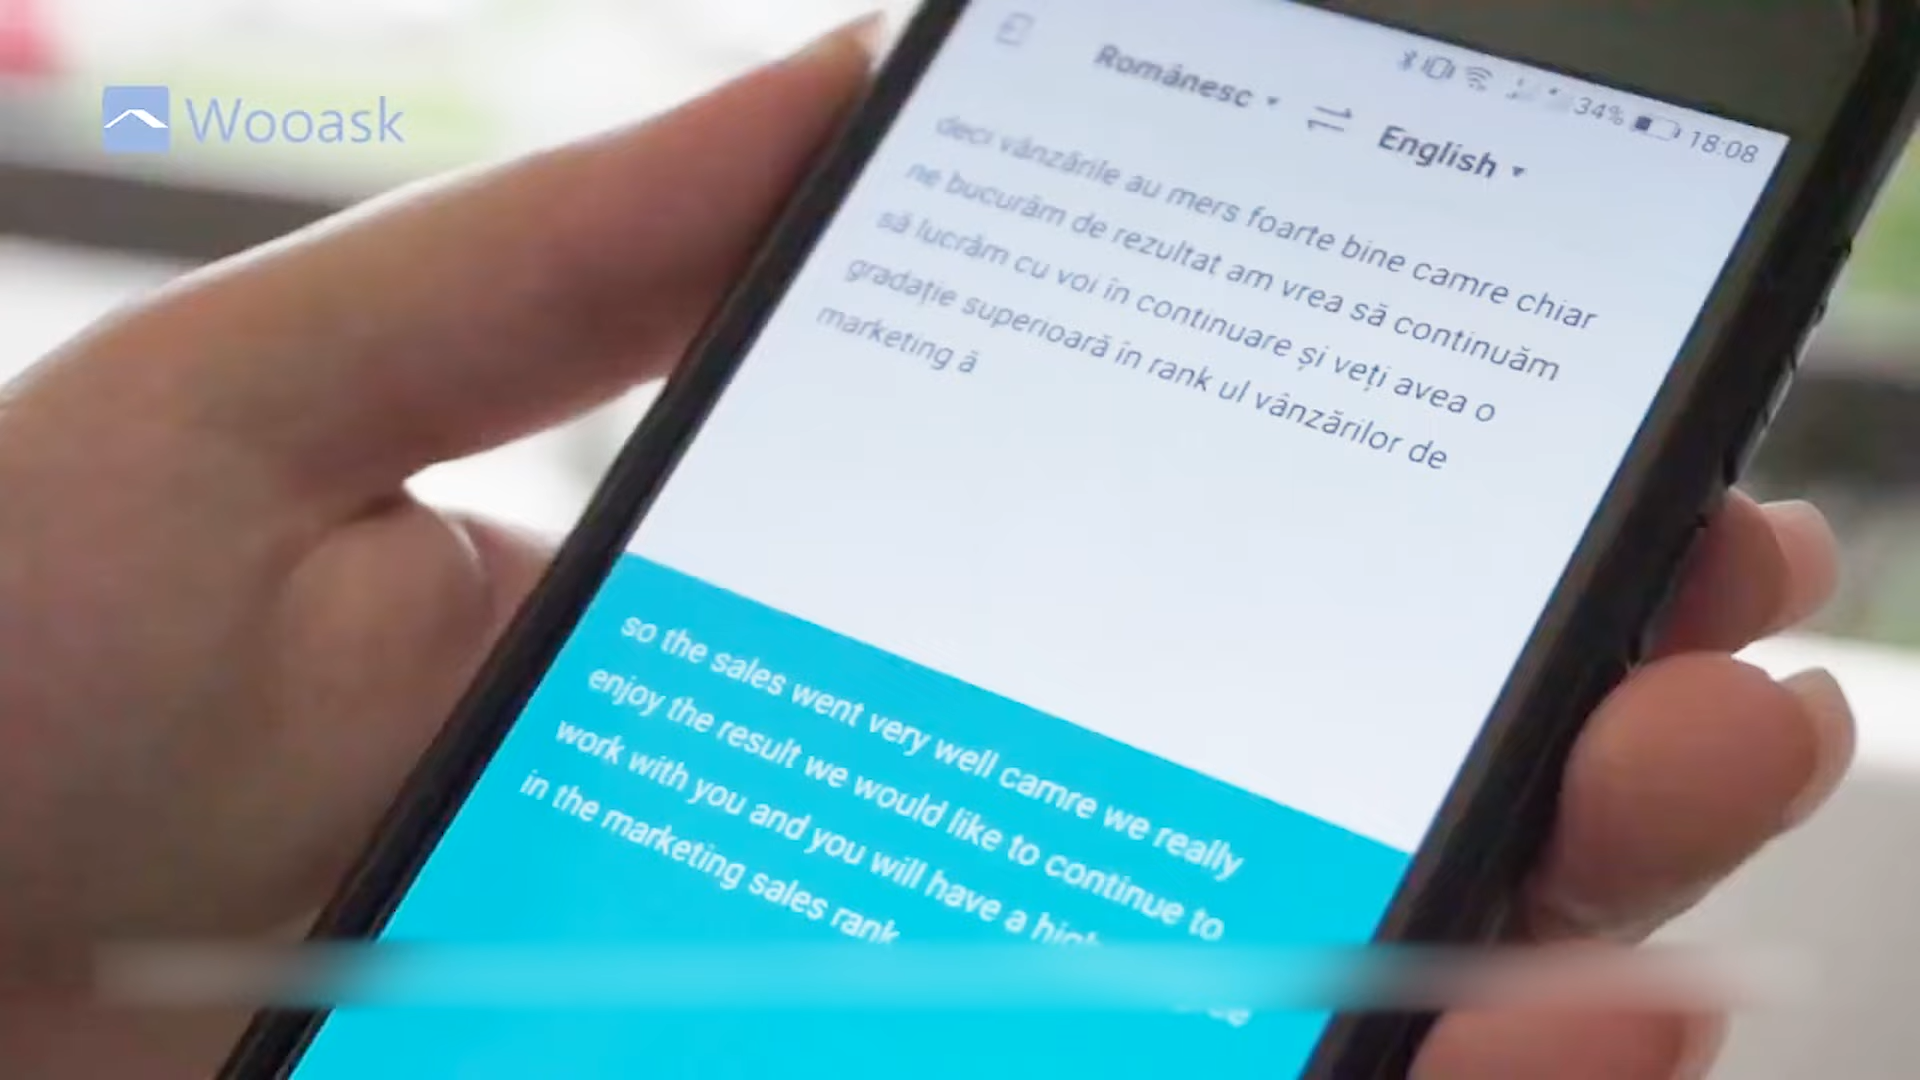 Wooask
34% 18:08
Românesc English
deci vânzările au mers foarte bine camre chiar
ne bucurăm de rezultat am vrea să continuăm
să lucrăm cu voi în continuare și veți avea o
gradație superioară în rank ul vânzărilor de
marketing ă
so the sales went very well camre we really
enjoy the result we would like to continue to
work with you and you will have a
in the marketing sales rank